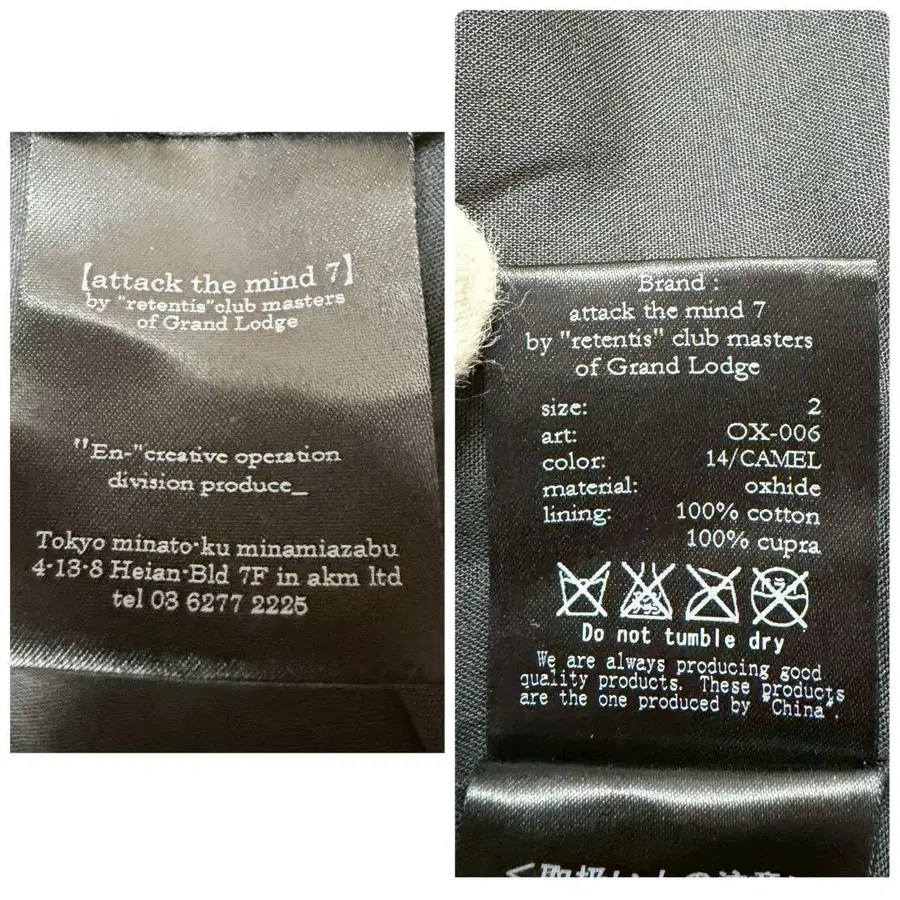 【attack the mind 7】
by "retentis"club masters
of Grand Lodge
"En-"creative operation
division produce_
Tokyo minato·ku minamiazabu
4·13·8 Heian·Bld 7F in akm ltd
tel 03 6277 2225
Brand :
attack the mind 7
by "retentis" club masters
of Grand Lodge
size: 2
art: OX-006
color: 14/CAMEL
material: oxhide
lining: 100% cotton
100% cupra
Do not tumble dry
We are always producing good
quality products. These products
are the one produced by "China".